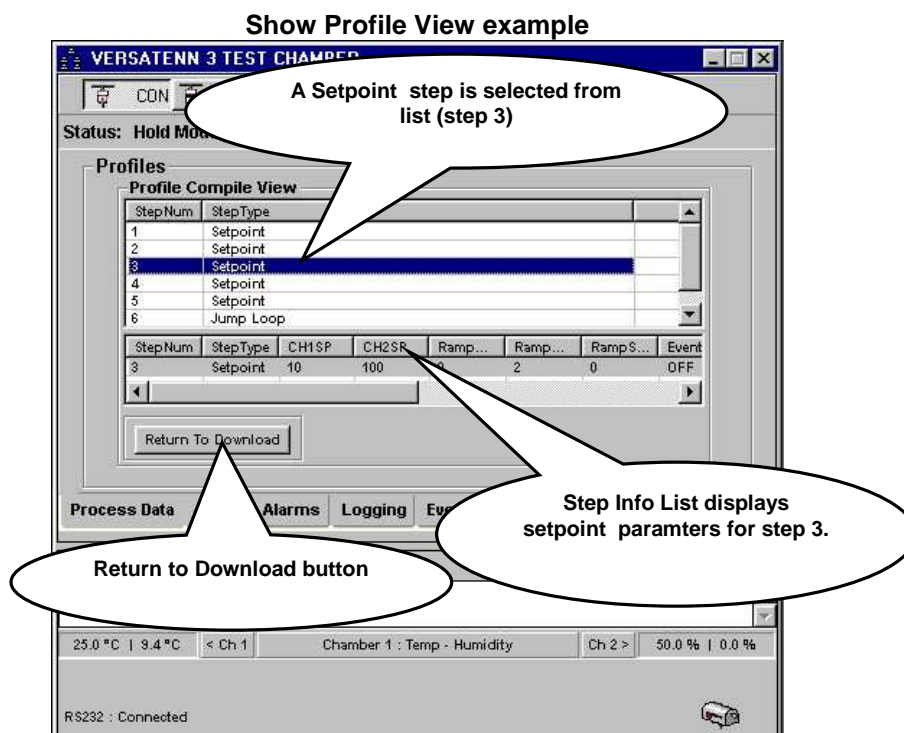 Show Profile View example
VERSATENN 3 TEST CHAMBER
CON
A Setpoint step is selected from
list (step 3)
Status: Hold Mo
Profiles
Profile Compile View
StepNum StepType
1 Setpoint
2 Setpoint
3 Setpoint
4 Setpoint
5 Setpoint
6 Jump Loop
StepNum StepType CH1SP CH2SP Ramp... Ramp... RampS... Event
3 Setpoint 10 100 0 2 0 OFF
Return To Download
Process Data Alarms Logging Eve
Step Info List displays
setpoint paramters for step 3.
Return to Download button
25.0 °C | 9.4 °C < Ch 1 Chamber 1 : Temp - Humidity Ch 2 > 50.0 % | 0.0 %
RS232 : Connected